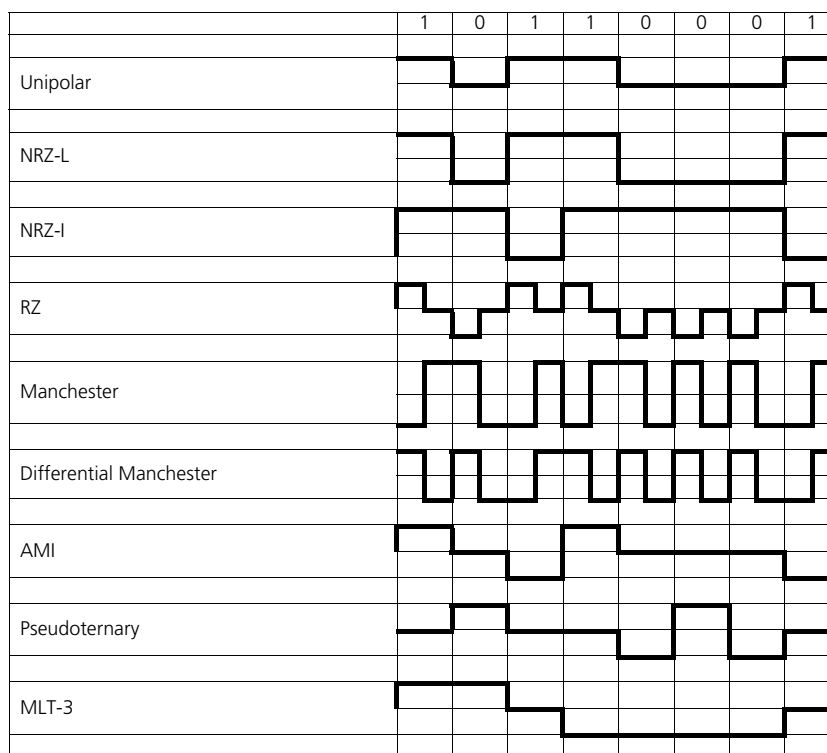 1 0 1 1 0 0 0 1
Unipolar
NRZ-L
NRZ-I
RZ
Manchester
Differential Manchester
AMI
Pseudoternary
MLT-3